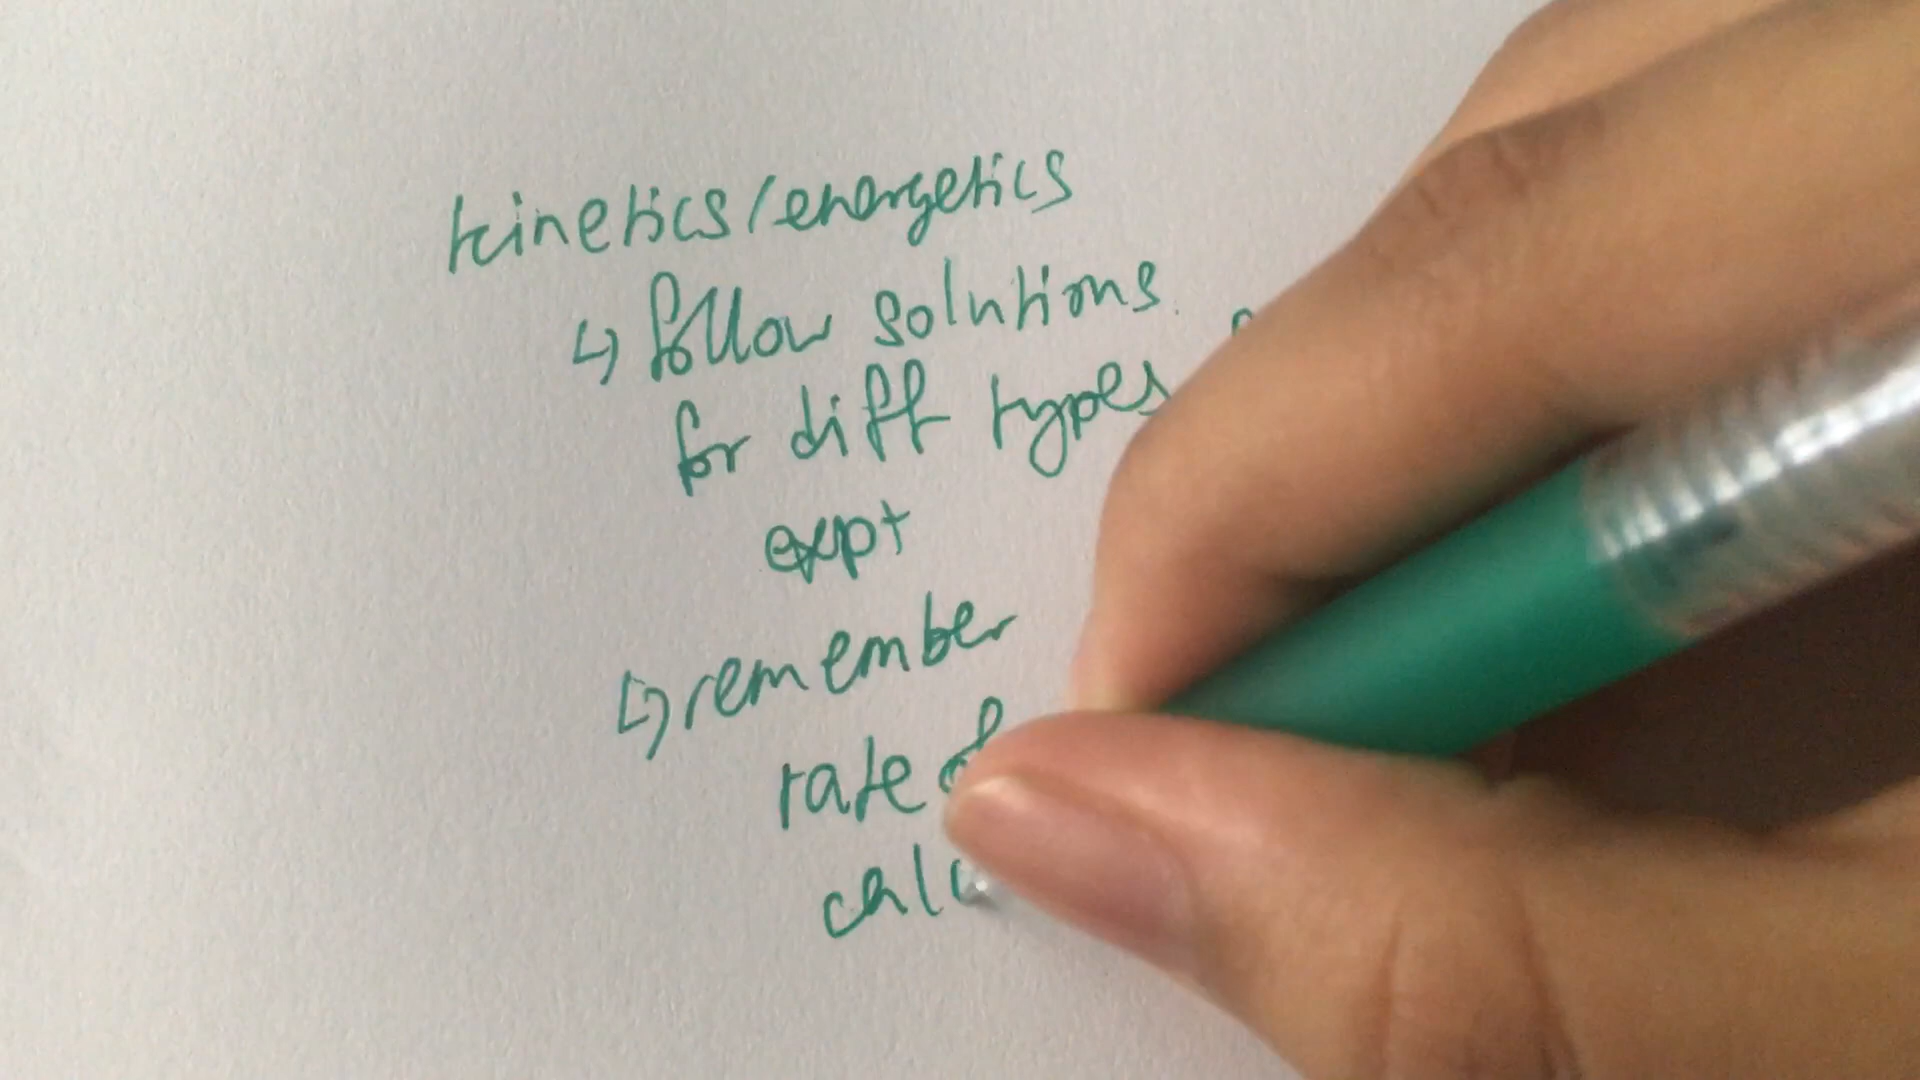 kinetics/energetics
↳ follow solutions
for diff types
expt
↳ remember
rate